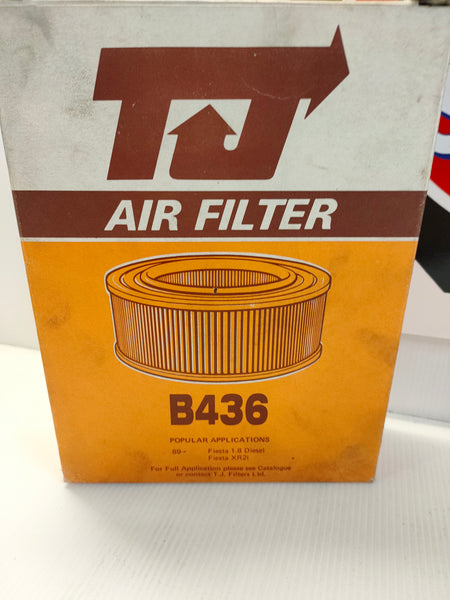 TJ
AIR FILTER
B436
POPULAR APPLICATIONS
89→ Fiesta 1.8 Diesel
Fiesta XR2i
For Full Application please see Catalogue
or contact T.J. Filters Ltd.